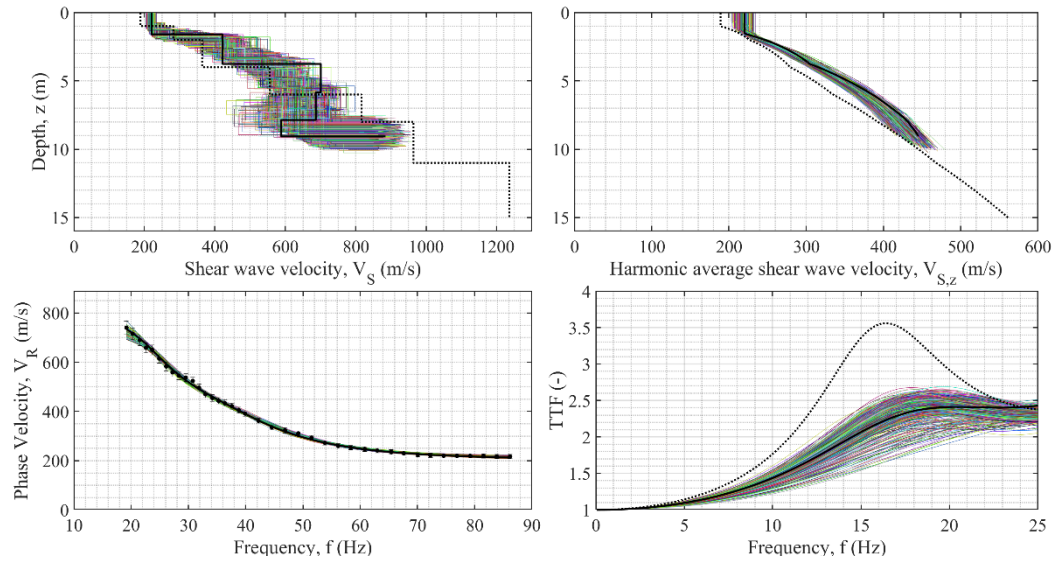 0
5
10
15
Depth, z (m)
0 200 400 600 800 1000 1200
Shear wave velocity, V_S (m/s)
0
5
10
15
0 100 200 300 400 500 600
Harmonic average shear wave velocity, V_{S,z} (m/s)
800
600
400
200
0
Phase Velocity, V_R (m/s)
10 20 30 40 50 60 70 80 90
Frequency, f (Hz)
4
3.5
3
2.5
2
1.5
1
TTF (-)
0 5 10 15 20 25
Frequency, f (Hz)